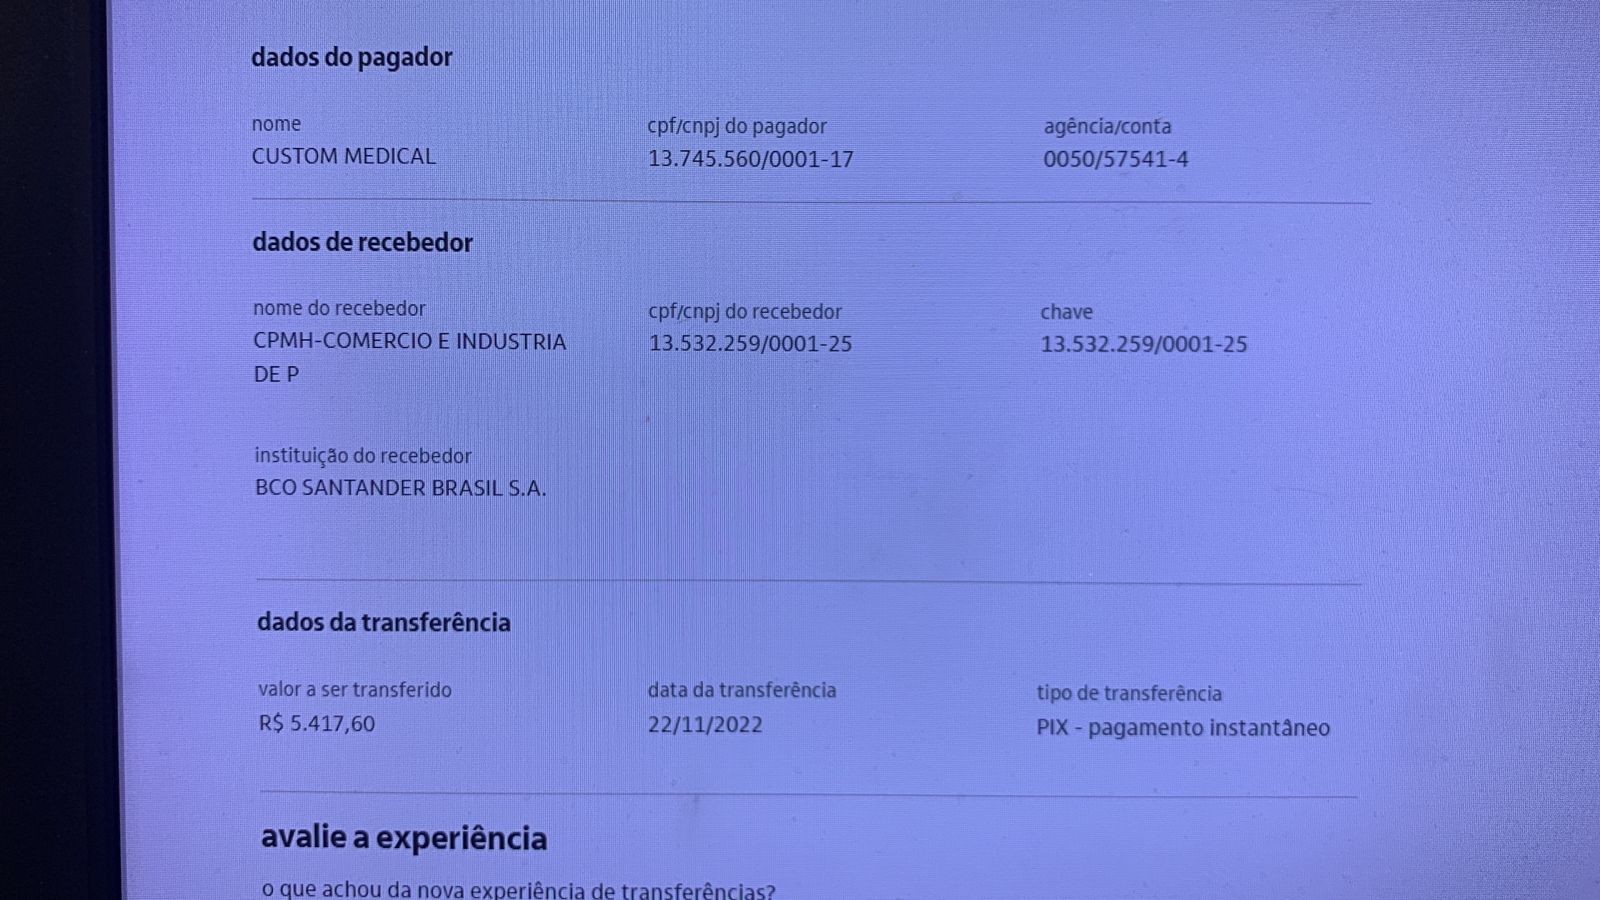 dados do pagador
nome
cpf/cnpj do pagador
agência/conta
CUSTOM MEDICAL
13.745.560/0001-17
0050/57541-4
dados de recebedor
nome do recebedor
cpf/cnpj do recebedor
chave
CPMH-COMERCIO E INDUSTRIA
DE P
13.532.259/0001-25
13.532.259/0001-25
instituição do recebedor
BCO SANTANDER BRASIL S.A.
dados da transferência
valor a ser transferido
data da transferência
tipo de transferência
R$ 5.417,60
22/11/2022
PIX - pagamento instantâneo
avalie a experiência
o que achou da nova experiência de transferências?